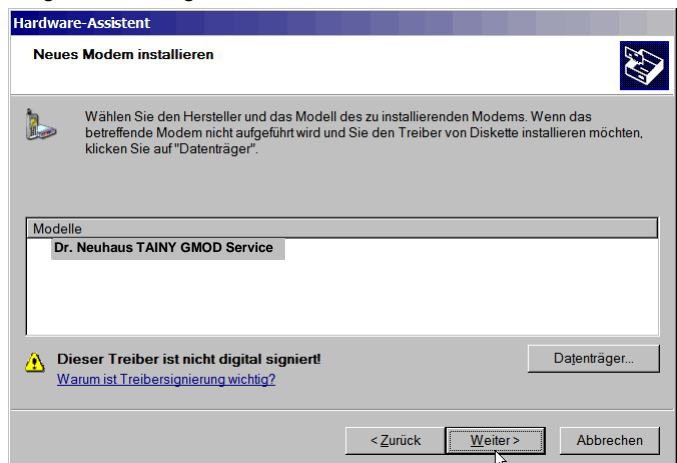 Hardware-Assistent
Neues Modem installieren
Wählen Sie den Hersteller und das Modell des zu installierenden Modems. Wenn das
betreffende Modem nicht aufgeführt wird und Sie den Treiber von Diskette installieren möchten,
klicken Sie auf "Datenträger".
Modelle
Dr. Neuhaus TAINY GMOD Service
Dieser Treiber ist nicht digital signiert!
Warum ist Treibersignierung wichtig?
Datenträger...
< Zurück
Weiter >
Abbrechen